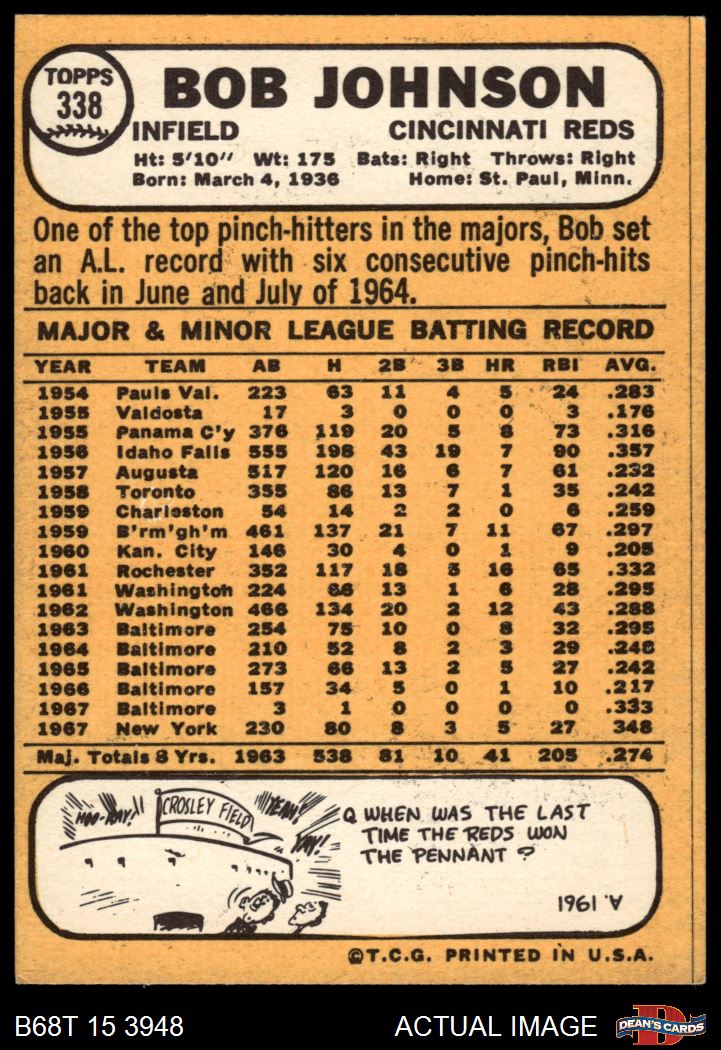 TOPPS
338
BOB JOHNSON
INFIELD CINCINNATI REDS
Ht: 5'10" Wt: 175 Bats: Right Throws: Right
Born: March 4, 1936 Home: St. Paul, Minn.
One of the top pinch-hitters in the majors, Bob set
an A.L. record with six consecutive pinch-hits
back in June and July of 1964.
MAJOR & MINOR LEAGUE BATTING RECORD
YEAR TEAM AB H 2B 3B HR RBI AVG.
1954 Pauls Val. 223 63 11 4 5 24 .283
1955 Valdosta 17 3 0 0 0 3 .176
1955 Panama C'y 376 119 20 5 8 73 .316
1956 Idaho Falls 555 198 43 19 7 90 .357
1957 Augusta 517 120 16 6 7 61 .232
1958 Toronto 355 86 13 7 1 35 .242
1959 Charleston 54 14 2 2 0 6 .259
1959 B'rm'gh'm 461 137 21 7 11 67 .297
1960 Kan. City 146 30 4 0 1 9 .205
1961 Rochester 352 117 18 5 16 65 .332
1961 Washington 224 66 13 1 6 28 .295
1962 Washington 466 134 20 2 12 43 .288
1963 Baltimore 254 75 10 0 8 32 .295
1964 Baltimore 210 52 8 2 3 29 .248
1965 Baltimore 273 66 13 2 5 27 .242
1966 Baltimore 157 34 5 0 1 10 .217
1967 Baltimore 3 1 0 0 0 0 .333
1967 New York 230 80 8 3 5 27 .348
Maj. Totals 8 Yrs. 1963 538 81 10 41 205 .274
HOO-RAY!!
CROSLEY FIELD
YEAH!
YAY!
Q WHEN WAS THE LAST
TIME THE REDS WON
THE PENNANT ?
A. 1961
©T.C.G. PRINTED IN U.S.A.
B68T 15 3948 ACTUAL IMAGE
D
DEAN'S CARDS